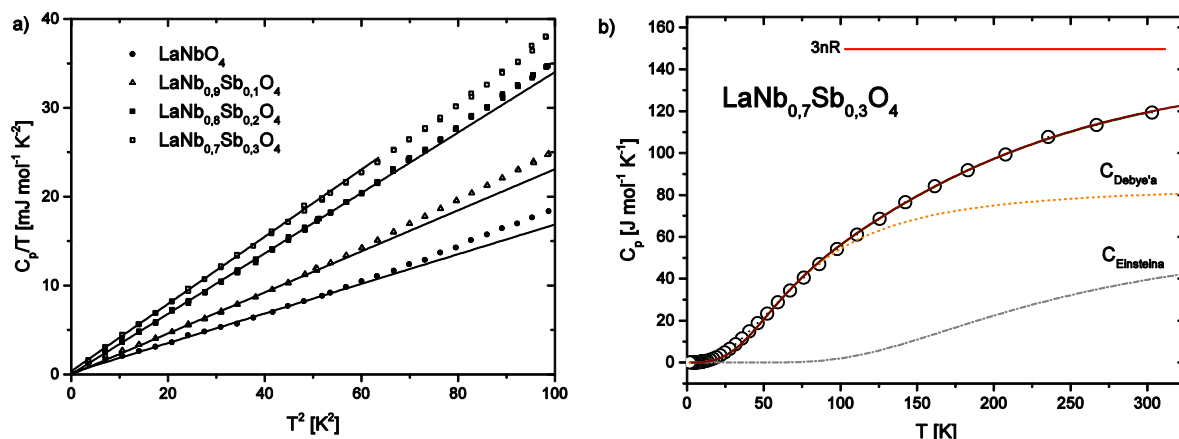 a)
40
30
20
10
0
Cp/T [mJ mol⁻¹ K⁻²]
LaNbO₄
LaNb₀,₉Sb₀,₁O₄
LaNb₀,₈Sb₀,₂O₄
LaNb₀,₇Sb₀,₃O₄
0 20 40 60 80 100
T² [K²]
b)
160
140
120
100
80
60
40
20
0
Cₚ [J mol⁻¹ K⁻¹]
3nR
LaNb₀,₇Sb₀,₃O₄
C_Debye'a
C_Einsteina
0 50 100 150 200 250 300
T [K]